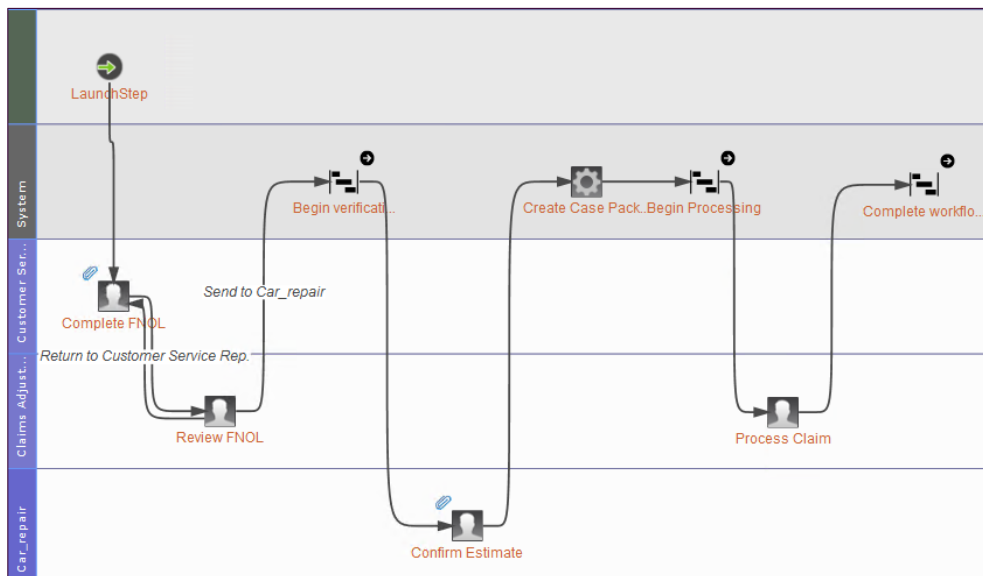 LaunchStep
System
Begin verificati...
Create Case Pack...
Begin Processing
Complete workflo...
Customer Ser...
Complete FNOL
Send to Car_repair
Return to Customer Service Rep.
Claims Adjust...
Review FNOL
Process Claim
Car_repair
Confirm Estimate